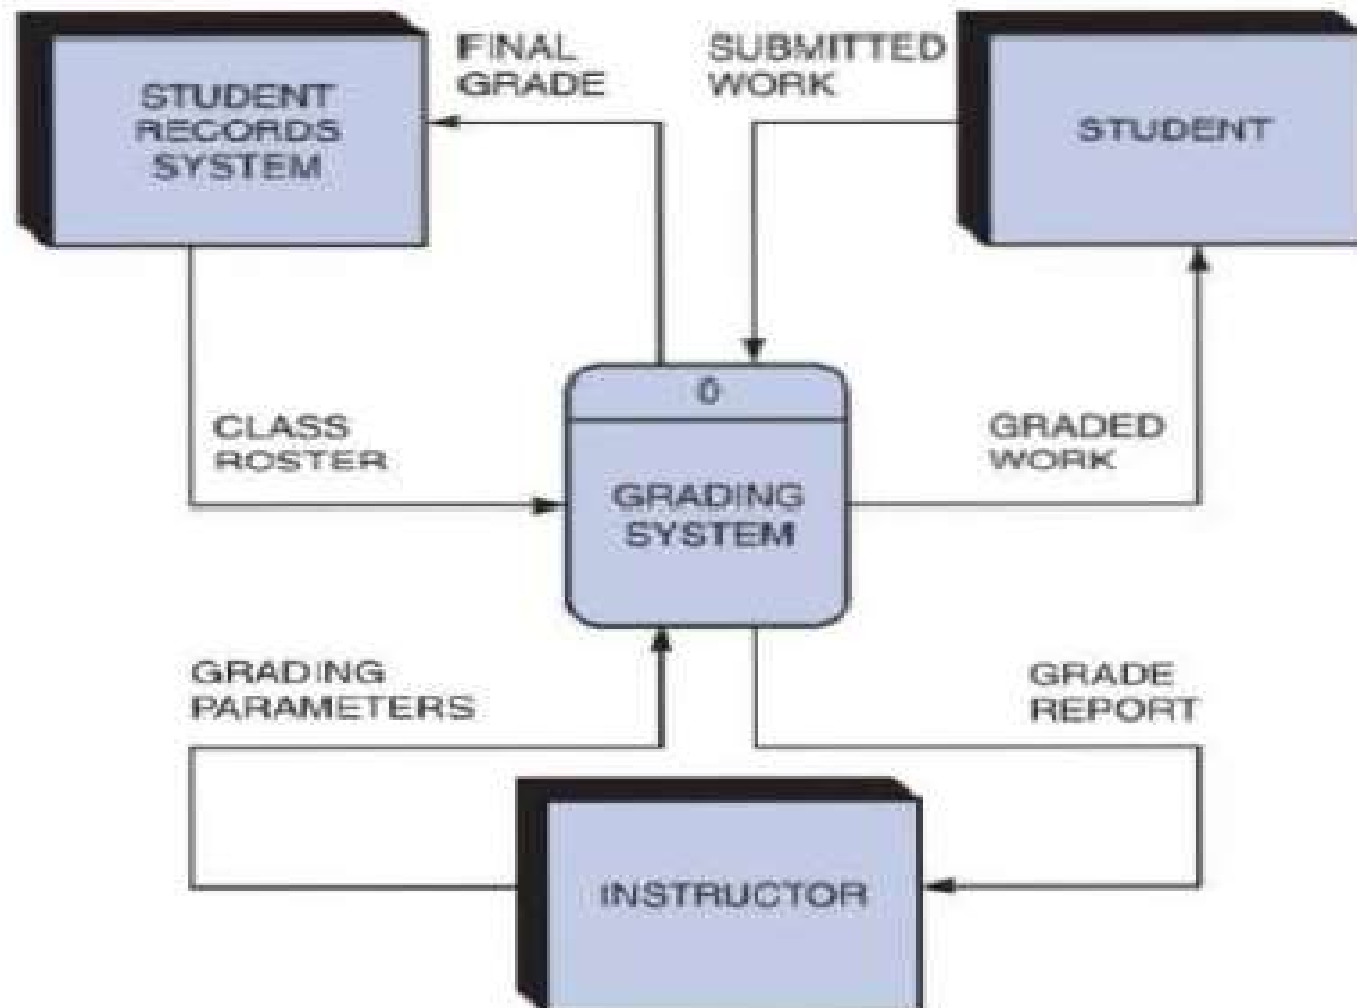 FINAL
GRADE
SUBMITTED
WORK
STUDENT
RECORDS
SYSTEM
STUDENT
0
CLASS
ROSTER
GRADED
WORK
GRADING
SYSTEM
GRADING
PARAMETERS
GRADE
REPORT
INSTRUCTOR